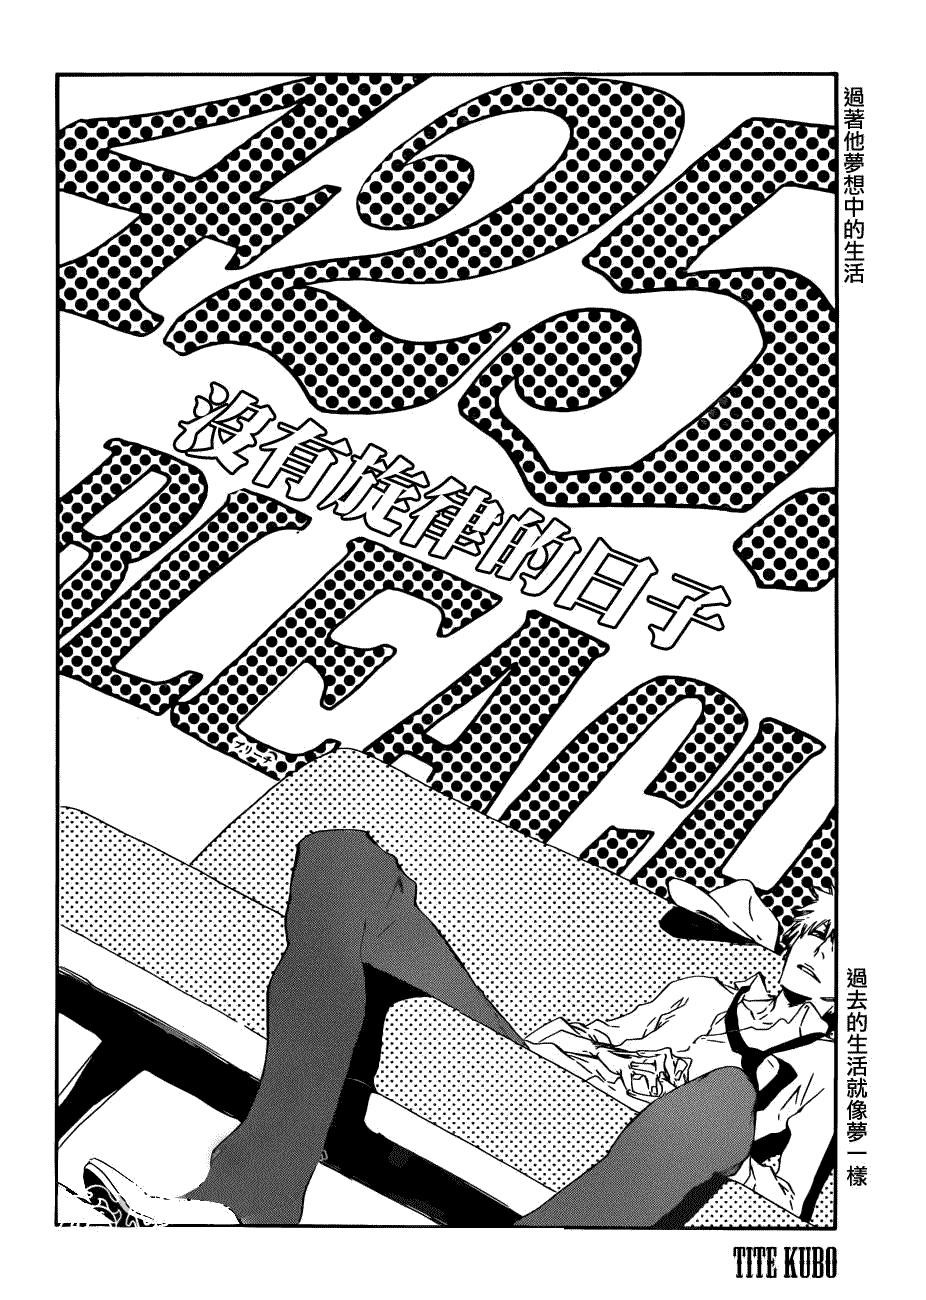 過著他夢想中的生活
425.
沒有旋律的日子
BLEACH
ブリーチ
過去的生活就像夢一樣
TITE KUBO